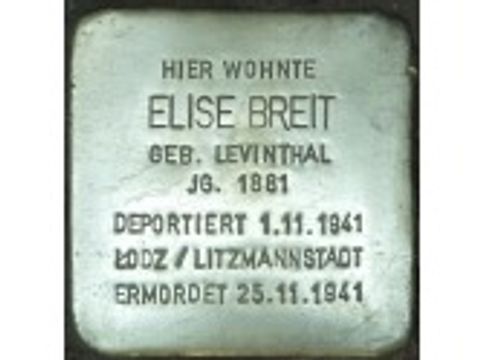 HIER WOHNTE
ELISE BREIT
GEB. LEVINTHAL
JG. 1881
DEPORTIERT 1.11.1941
ŁODZ / LITZMANNSTADT
ERMORDET 25.11.1941